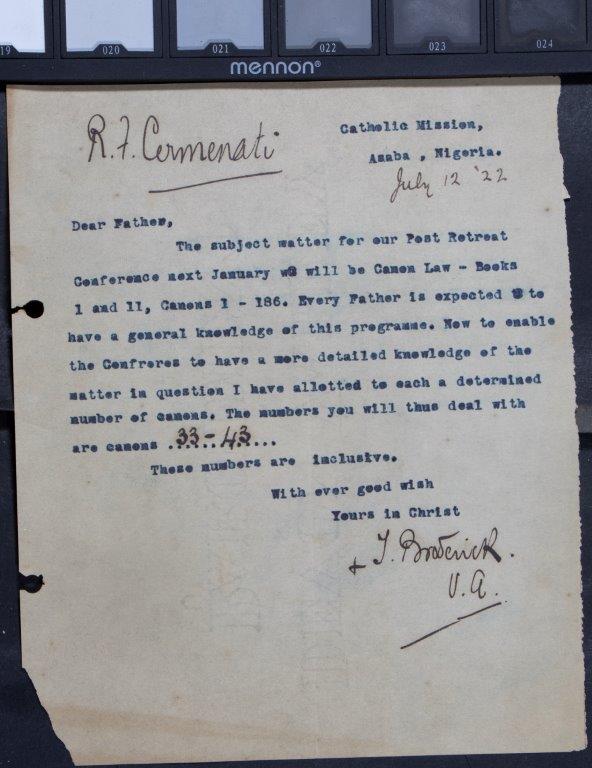 19 020 021 022 023 024
mennon®
R. F. Cermenati
Catholic Mission,
Asaba , Nigeria.
July 12 '22
Dear Father,
The subject matter for our Post Retreat
Conference next January will be Canon Law - Books
1 and 11, Canons 1 - 186. Every Father is expected to
have a general knowledge of this programme. Now to enable
the Confreres to have a more detailed knowledge of the
matter in question I have allotted to each a determined
number of canons. The numbers you will thus deal with
are canons 33-43...
These numbers are inclusive.
With ever good wish
Yours in Christ
+ T. Broderick.
V. A.